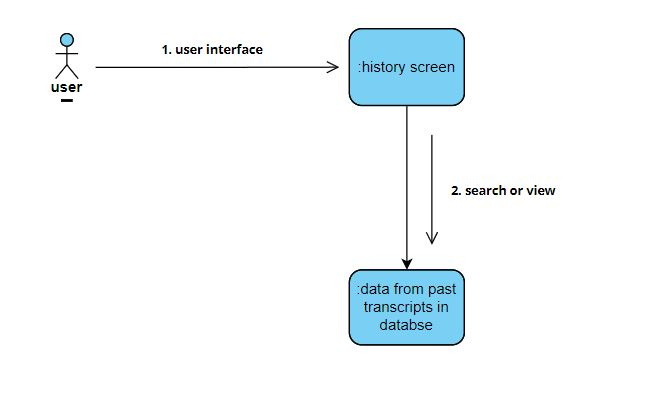 1. user interface
:history screen
user
2. search or view
:data from past
transcripts in
databse